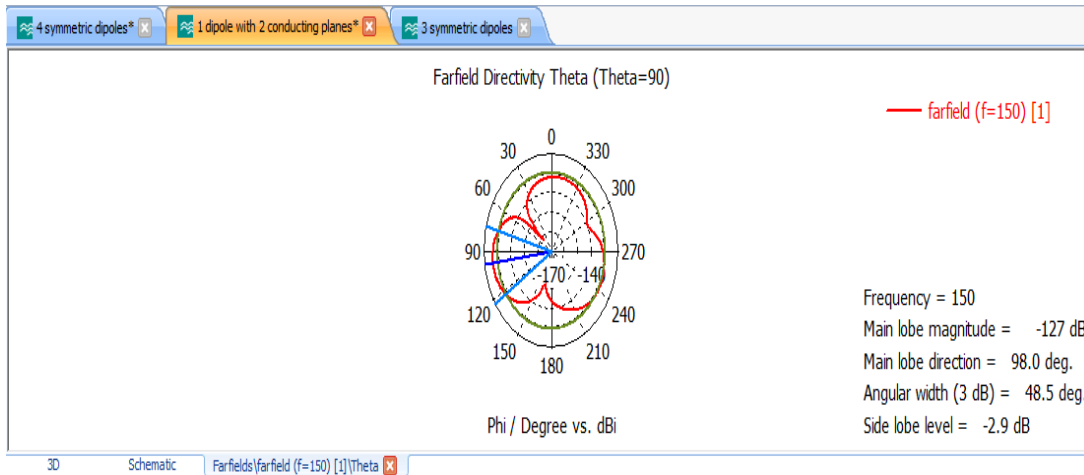 4 symmetric dipoles* 1 dipole with 2 conducting planes* 3 symmetric dipoles
Farfield Directivity Theta (Theta=90)
farfield (f=150) [1]
0
30 330
60 300
90 270
-170 -140
120 240
150 210
180
Frequency = 150
Main lobe magnitude = -127 dB
Main lobe direction = 98.0 deg.
Angular width (3 dB) = 48.5 deg.
Side lobe level = -2.9 dB
Phi / Degree vs. dBi
3D Schematic Farfields\farfield (f=150) [1]\Theta